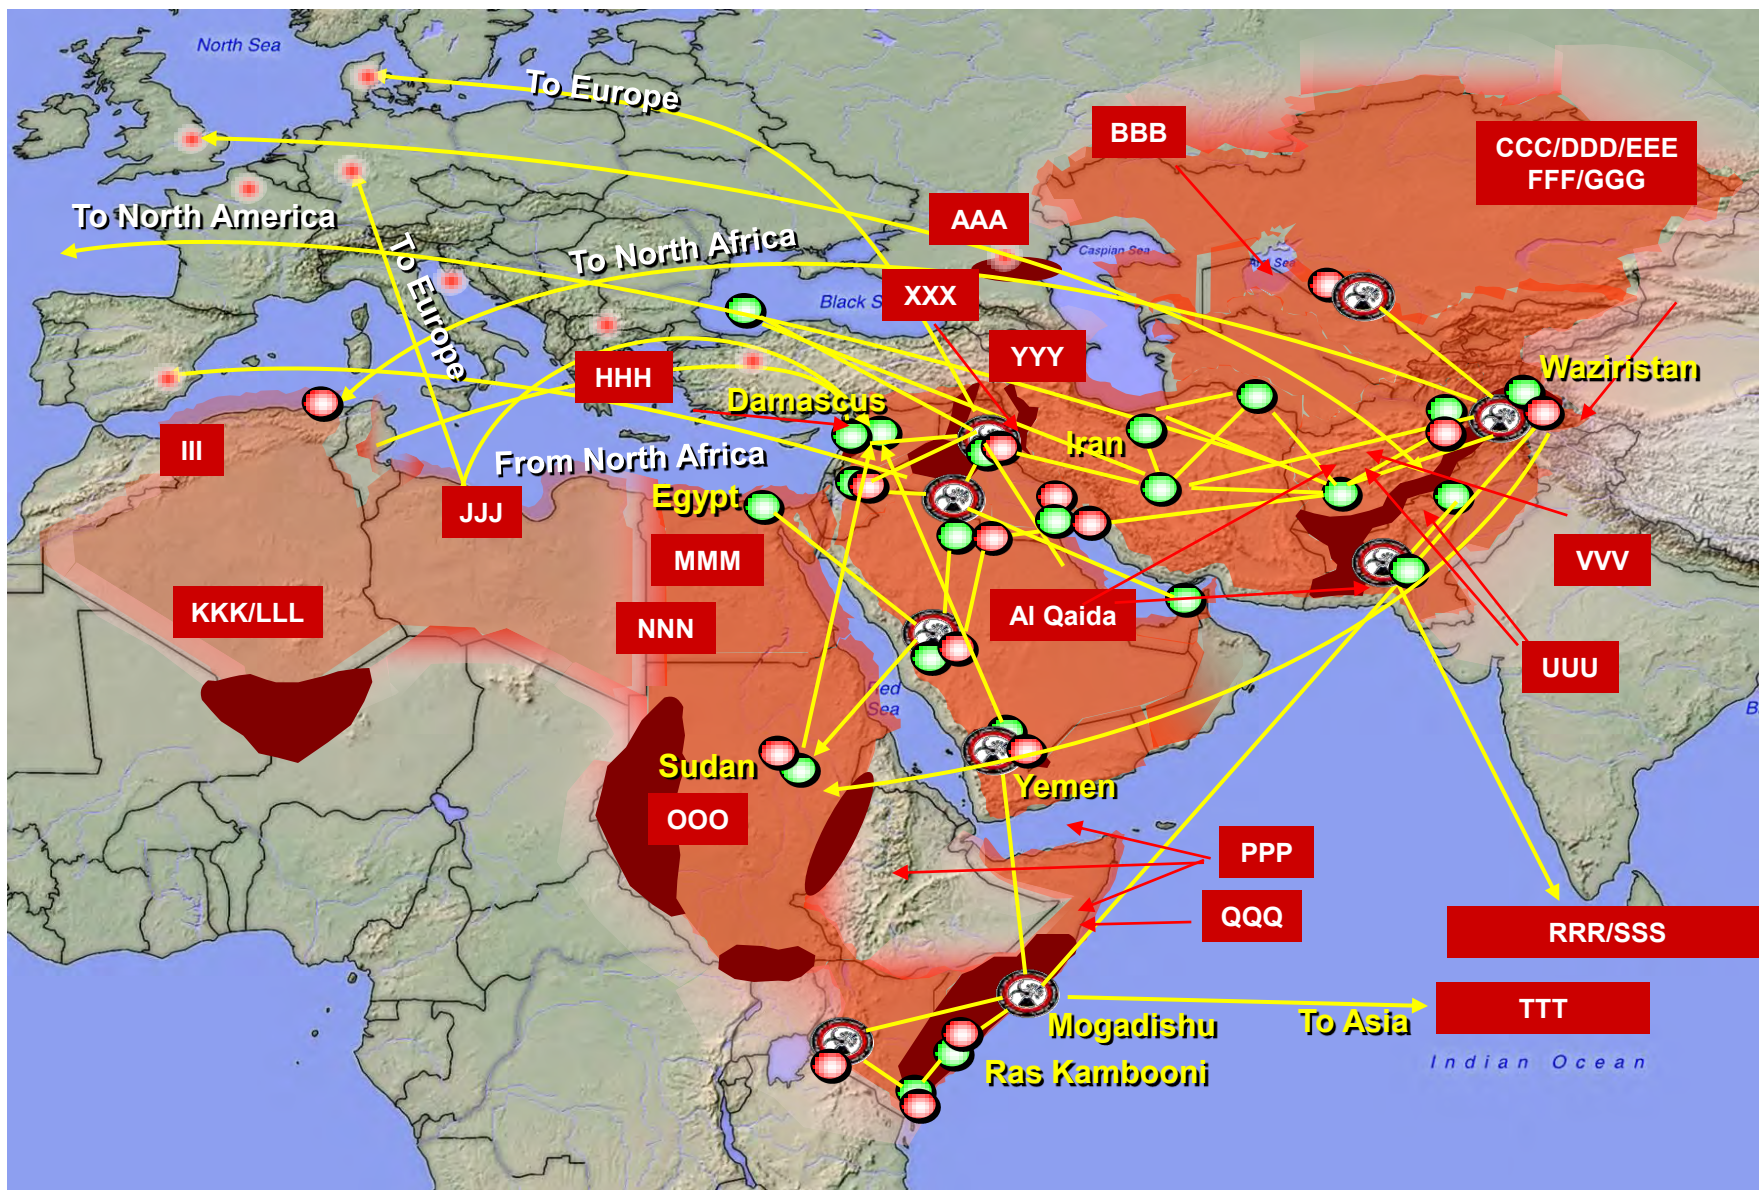 North Sea
To Europe
BBB
CCC/DDD/EEE
FFF/GGG
To North America
AAA
To North Africa
Caspian Sea
To Europe
XXX
Black S
YYY
HHH
Waziristan
Damascus
III
Iran
From North Africa
Egypt
JJJ
MMM
VVV
KKK/LLL
NNN
Al Qaida
UUU
Red
Sea
Sudan
Yemen
OOO
PPP
QQQ
RRR/SSS
TTT
Mogadishu
To Asia
Ras Kambooni
Indian Ocean